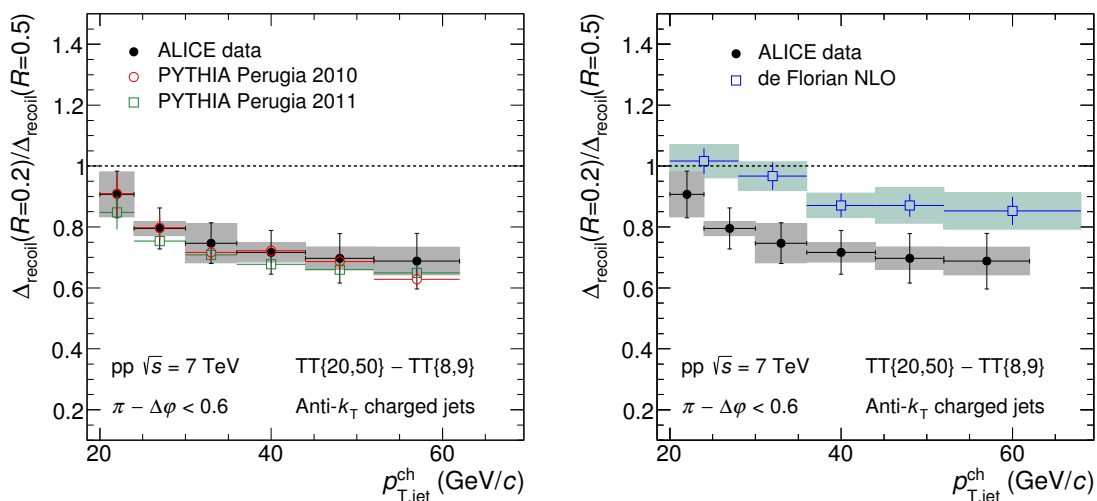 Δrecoil(R=0.2)/Δrecoil(R=0.5)
1.4
1.2
1
0.8
0.6
0.4
0.2
ALICE data
PYTHIA Perugia 2010
PYTHIA Perugia 2011
pp √s = 7 TeV
TT{20,50} − TT{8,9}
π − Δφ < 0.6
Anti-kT charged jets
20
40
60
p ch T,jet (GeV/c)
Δrecoil(R=0.2)/Δrecoil(R=0.5)
1.4
1.2
1
0.8
0.6
0.4
0.2
ALICE data
de Florian NLO
pp √s = 7 TeV
TT{20,50} − TT{8,9}
π − Δφ < 0.6
Anti-kT charged jets
20
40
60
p ch T,jet (GeV/c)